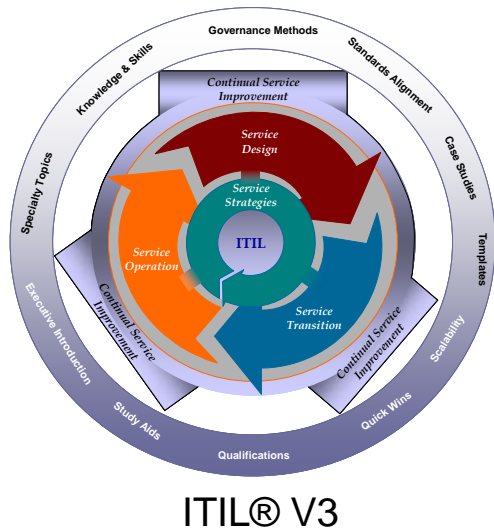 Governance Methods
Standards Alignment
Case Studies
Templates
Scalability
Quick Wins
Qualifications
Study Aids
Executive Introduction
Specialty Topics
Knowledge & Skills
Continual Service
Improvement
Service
Design
Service
Strategies
ITIL
Service
Operation
Service
Transition
Continual Service
Improvement
Continual Service
Improvement
ITIL® V3